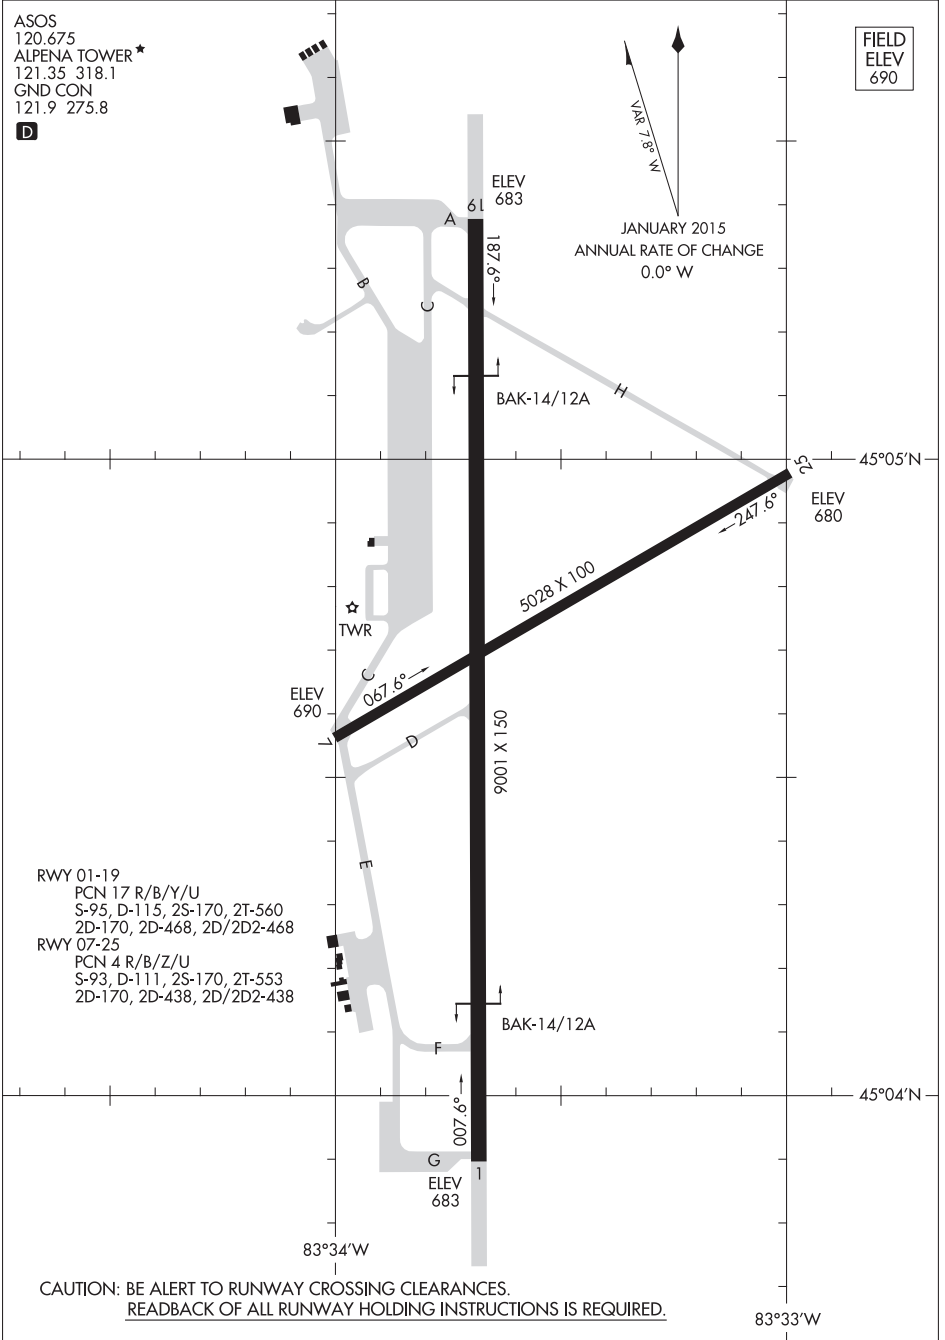 ASOS
120.675
ALPENA TOWER
121.35 318.1
GND CON
121.9 275.8
D
FIELD
ELEV
690
VAR 7.8° W
JANUARY 2015
ANNUAL RATE OF CHANGE
0.0° W
ELEV
683
19
A
187.6°
B
C
H
BAK-14/12A
45°05'N
25
ELEV
680
247.6°
5028 X 100
TWR
C
067.6°
ELEV
690
7
D
9001 X 150
E
RWY 01-19
PCN 17 R/B/Y/U
S-95, D-115, 2S-170, 2T-560
2D-170, 2D-468, 2D/2D2-468
RWY 07-25
PCN 4 R/B/Z/U
S-93, D-111, 2S-170, 2T-553
2D-170, 2D-438, 2D/2D2-438
BAK-14/12A
F
45°04'N
007.6°
G
1
ELEV
683
83°34'W
CAUTION: BE ALERT TO RUNWAY CROSSING CLEARANCES.
READBACK OF ALL RUNWAY HOLDING INSTRUCTIONS IS REQUIRED.
83°33'W